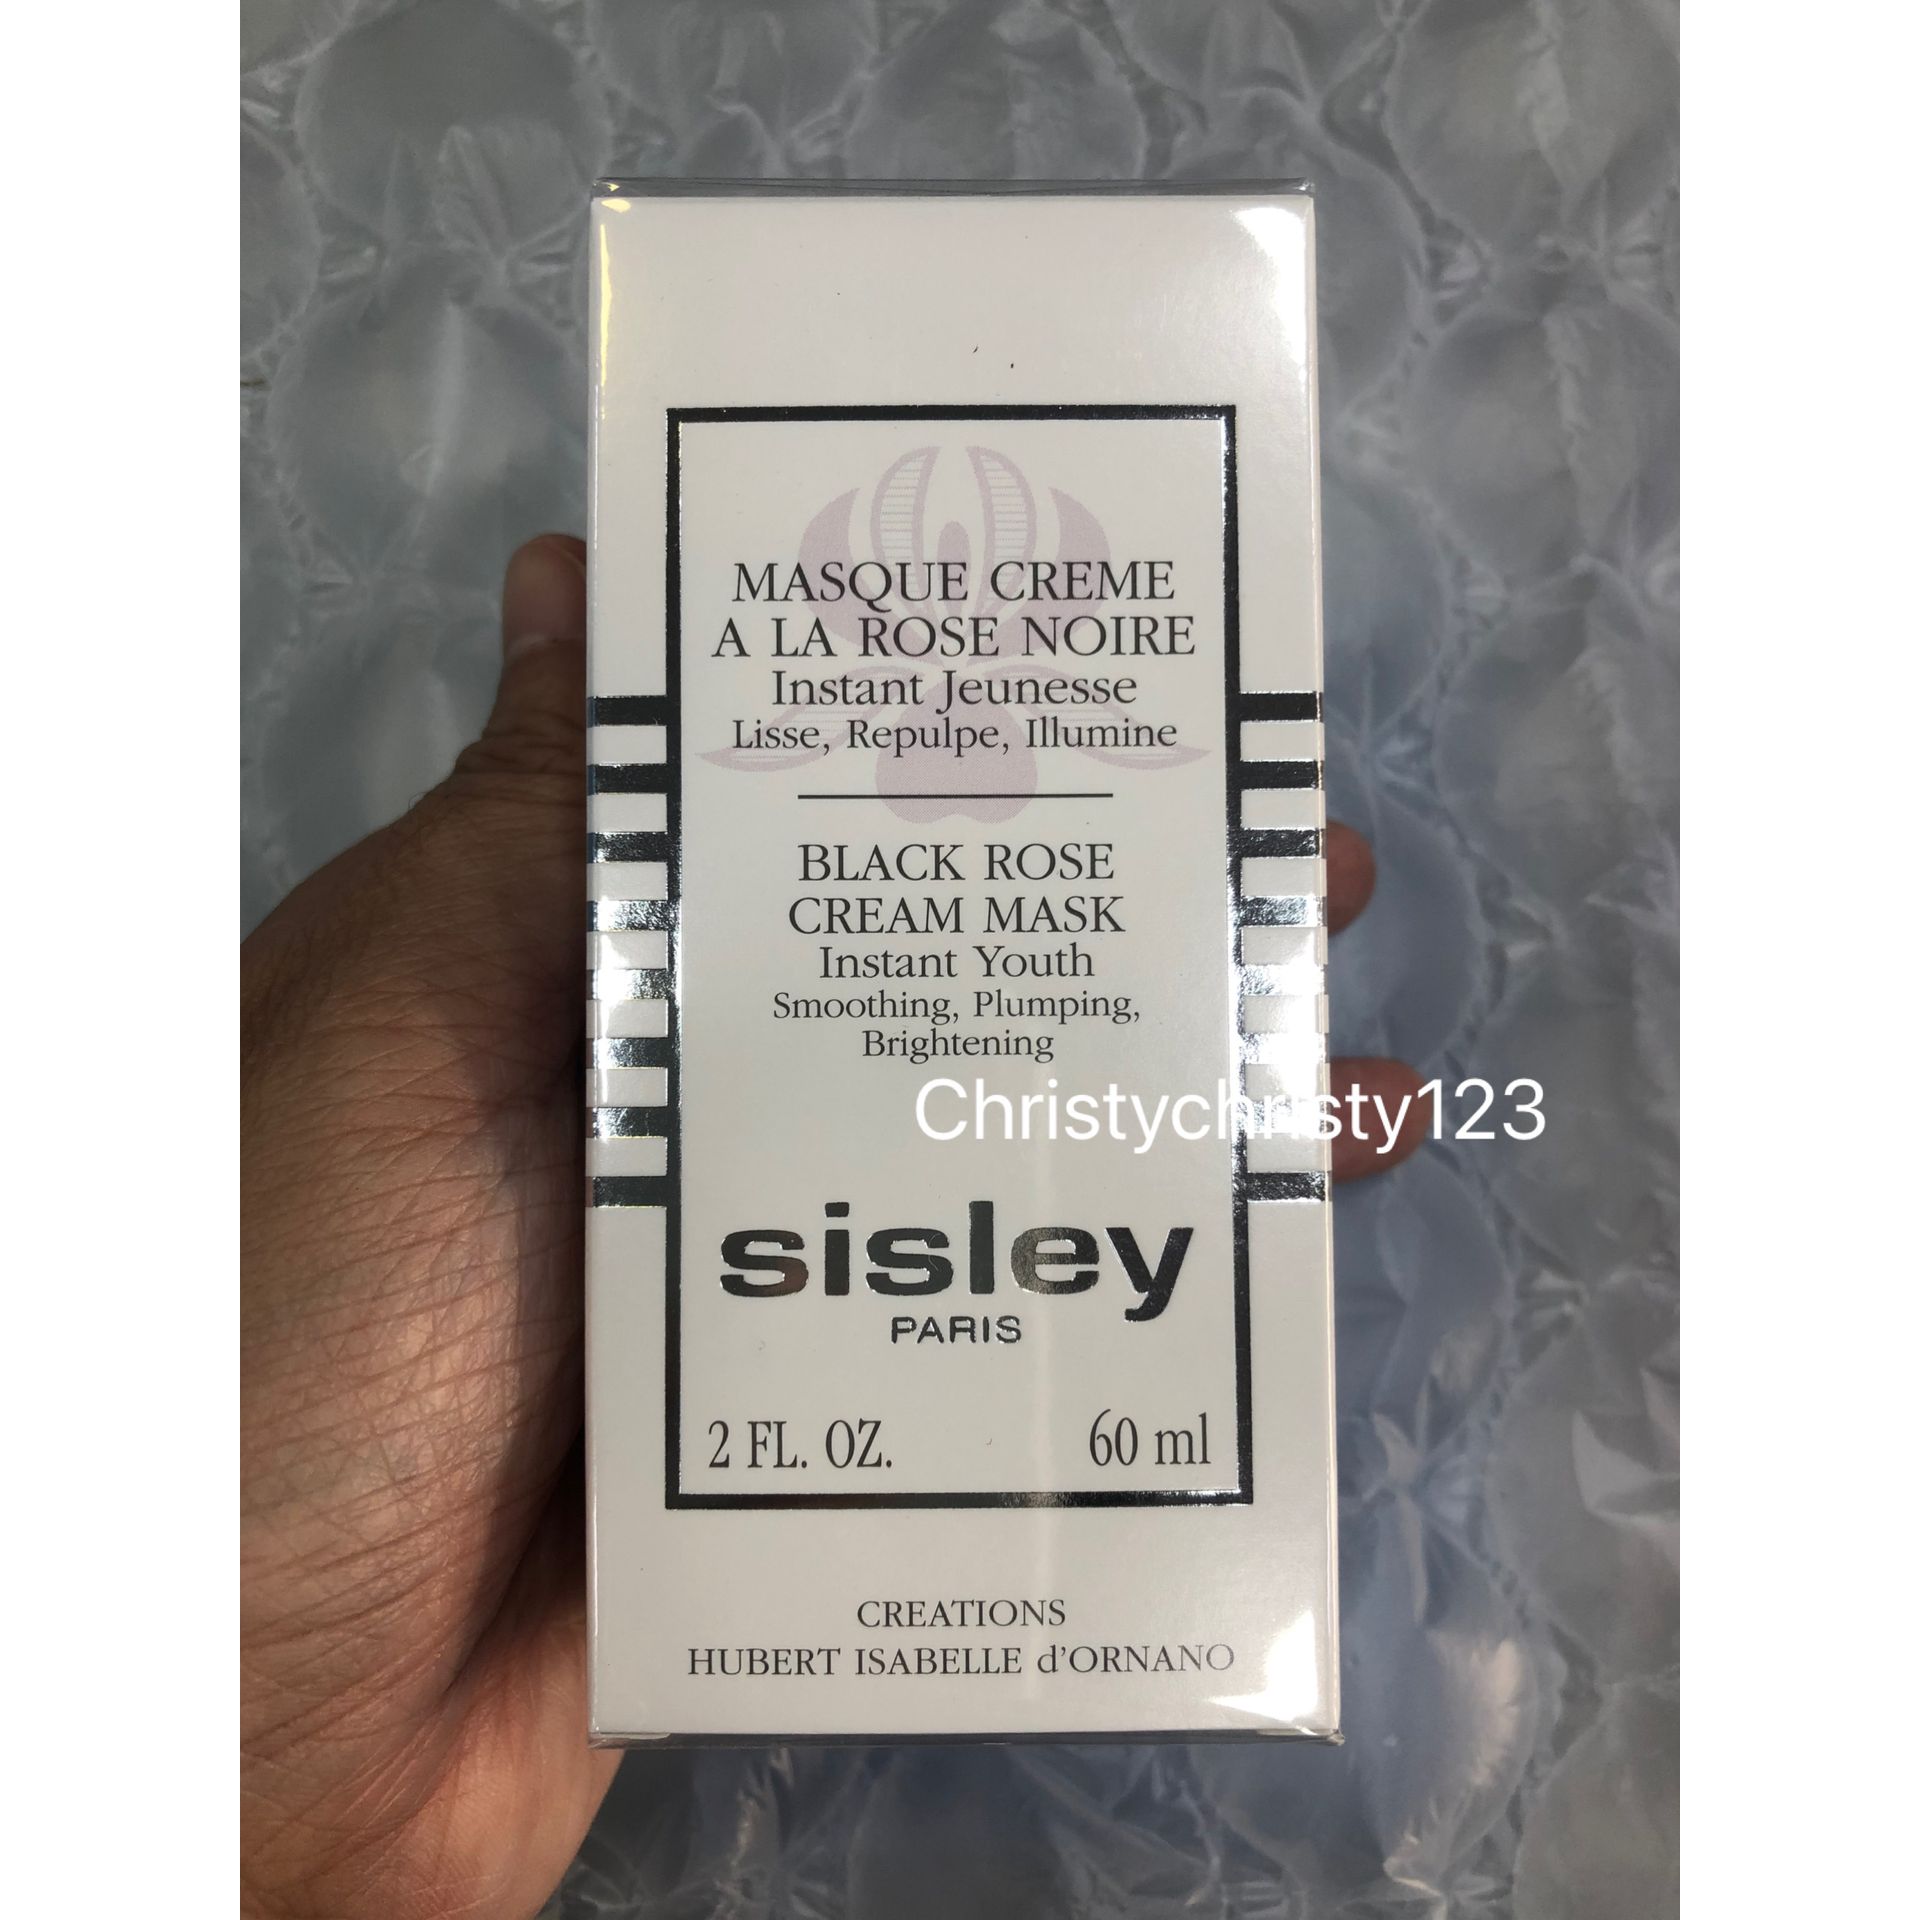 MASQUE CREME
A LA ROSE NOIRE
Instant Jeunesse
Lisse, Repulpe, Illumine
BLACK ROSE
CREAM MASK
Instant Youth
Smoothing, Plumping,
Brightening
Christychristy123
sisley
PARIS
2 FL. OZ. 60 ml
CREATIONS
HUBERT ISABELLE d'ORNANO